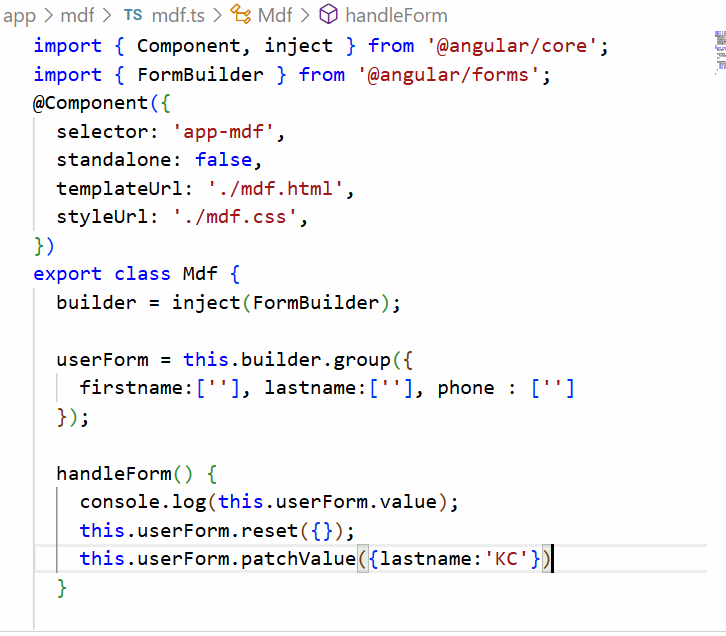 app > mdf > TS mdf.ts > Mdf > handleForm
import { Component, inject } from '@angular/core';
import { FormBuilder } from '@angular/forms';
@Component({
  selector: 'app-mdf',
  standalone: false,
  templateUrl: './mdf.html',
  styleUrl: './mdf.css',
})
export class Mdf {
  builder = inject(FormBuilder);

  userForm = this.builder.group({
    firstname:[''], lastname:[''], phone : ['']
  });

  handleForm() {
    console.log(this.userForm.value);
    this.userForm.reset({});
    this.userForm.patchValue({lastname:'KC'})
  }